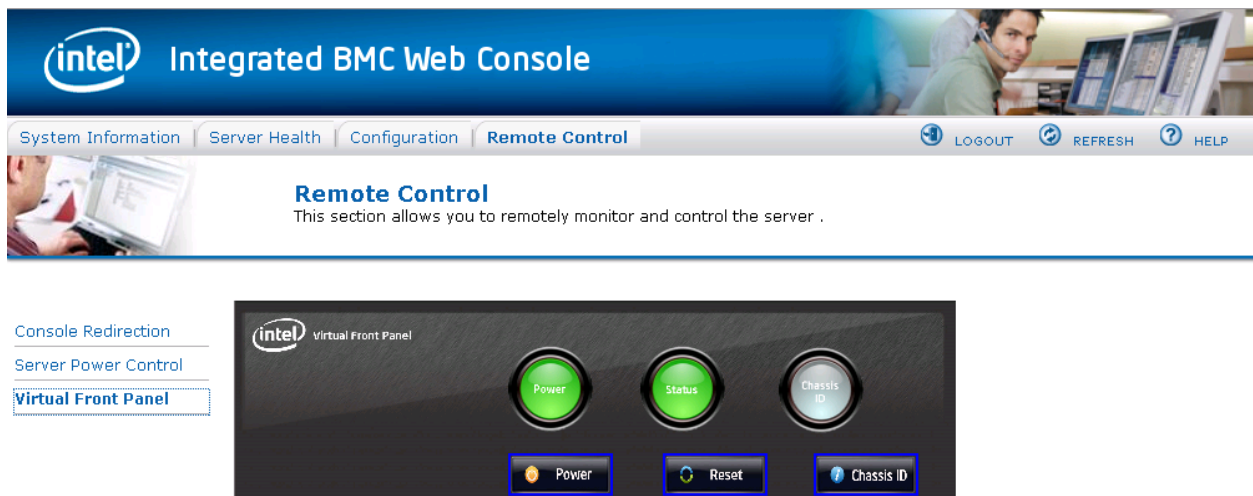 intel Integrated BMC Web Console
System Information Server Health Configuration Remote Control LOGOUT REFRESH HELP
Remote Control
This section allows you to remotely monitor and control the server .
Console Redirection
Server Power Control
Virtual Front Panel
intel Virtual Front Panel
Power Status Chassis ID
Power Reset Chassis ID